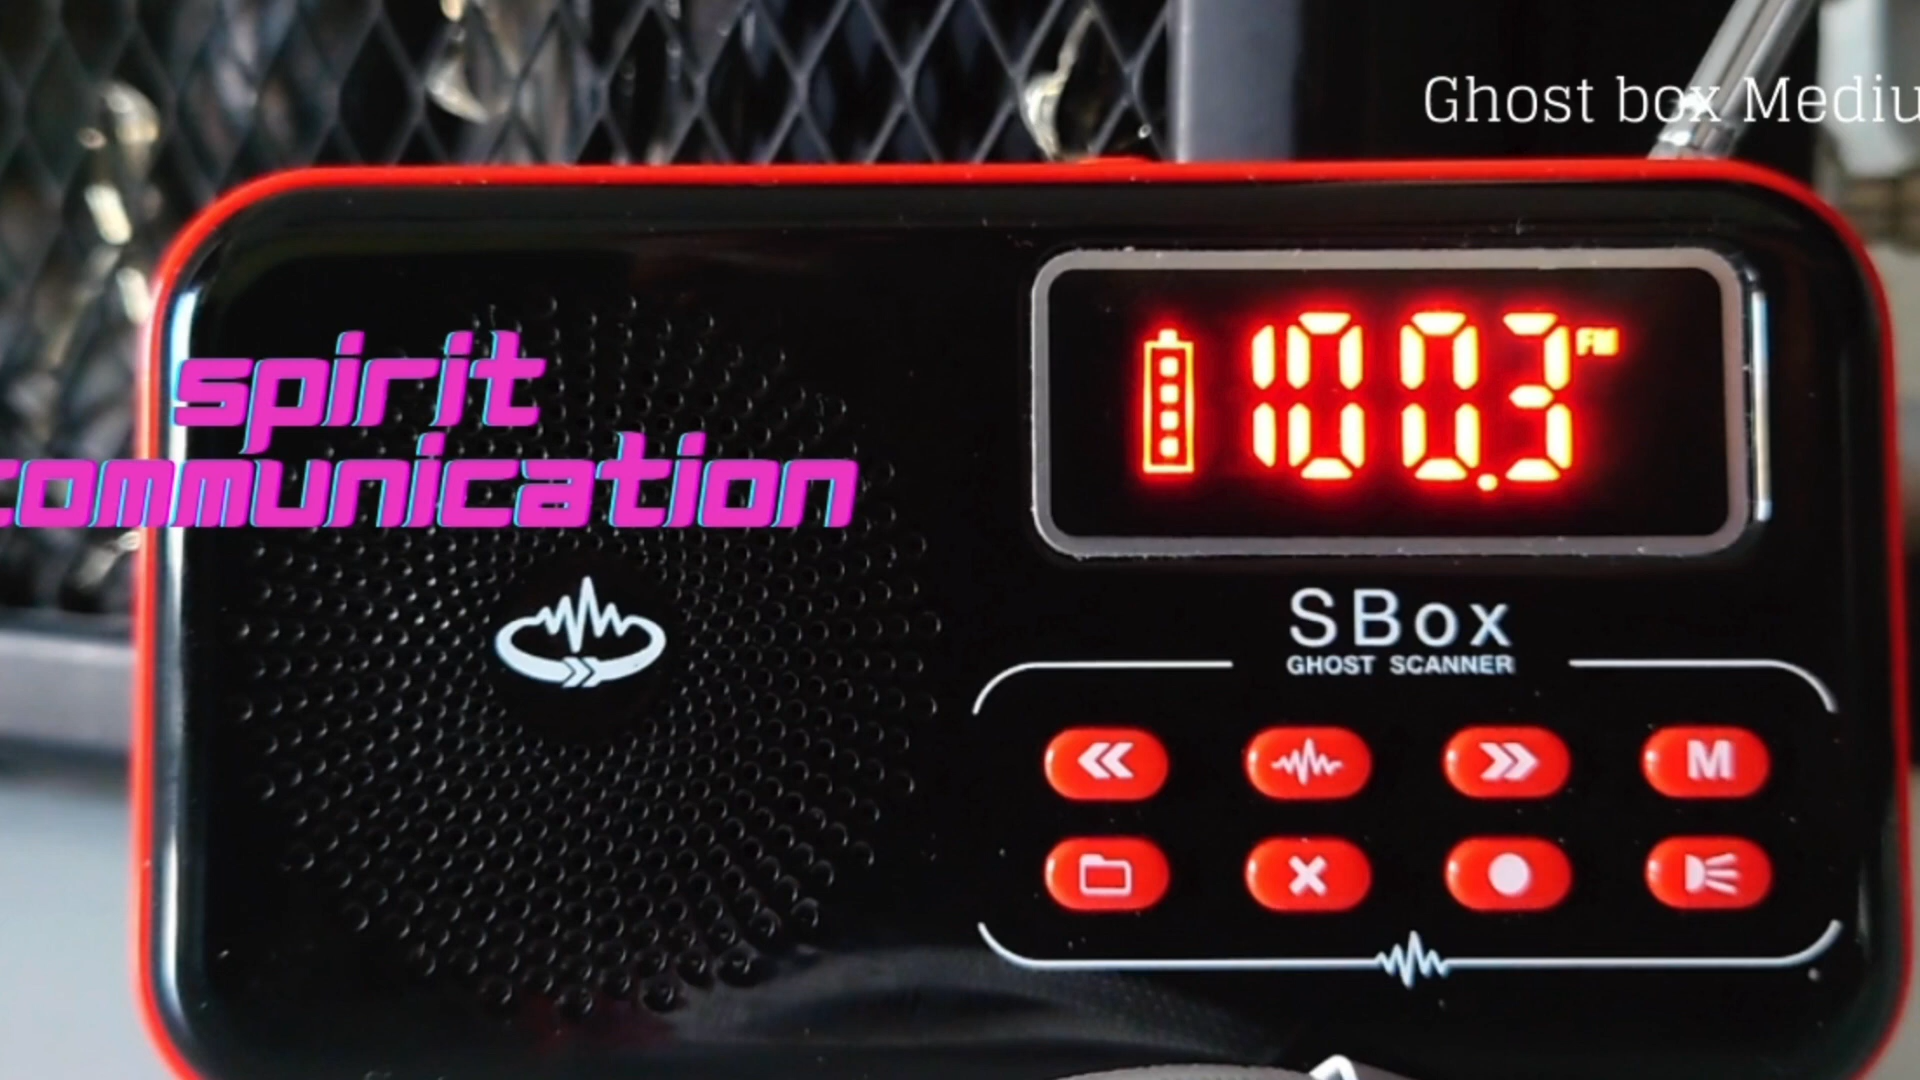 Ghost box Mediu
spirit
communication
100.3 FM
SBox
GHOST SCANNER
M